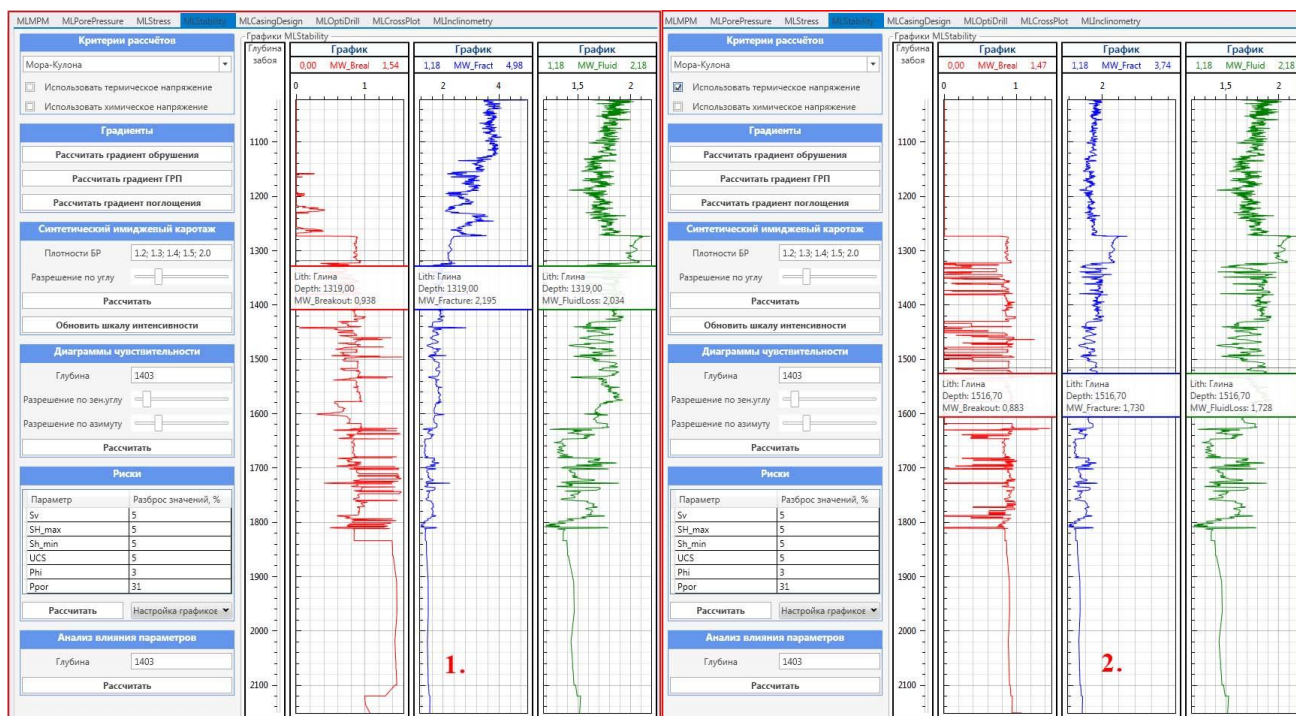 MLMPM MLPorePressure MLStress MLStability MLCasingDesign MLOptiDrill MLCrossPlot MLInclinometry
Критерии рассчётов
Мора-Кулона
Использовать термическое напряжение
Использовать химическое напряжение
Градиенты
Рассчитать градиент обрушения
Рассчитать градиент ГРП
Рассчитать градиент поглощения
Синтетический имиджевый каротаж
Плотности БР 1.2; 1.3; 1.4; 1.5; 2.0
Разрешение по углу
Рассчитать
Обновить шкалу интенсивности
Диаграммы чувствительности
Глубина 1403
Разрешение по зен.углу
Разрешение по азимуту
Рассчитать
Риски
Параметр Разброс значений, %
Sv 5
SH_max 5
Sh_min 5
UCS 5
Phi 3
Ppor 31
Рассчитать Настройка графиков
Анализ влияния параметров
Глубина 1403
Рассчитать
Графики MLStability
Глубина забоя
График График График
0,00 MW_Breal 1,54 1,18 MW_Fract 4,98 1,18 MW_Fluid 2,18
0 1 2 4 1,5 2
1100
1200
1300
1400
1500
1600
1700
1800
1900
2000
2100
Lith: Глина
Depth: 1319,00
MW_Breakout: 0,938
Lith: Глина
Depth: 1319,00
MW_Fracture: 2,195
Lith: Глина
Depth: 1319,00
MW_FluidLoss: 2,034
1.
MLMPM MLPorePressure MLStress MLStability MLCasingDesign MLOptiDrill MLCrossPlot MLInclinometry
Критерии рассчётов
Мора-Кулона
Использовать термическое напряжение
Использовать химическое напряжение
Градиенты
Рассчитать градиент обрушения
Рассчитать градиент ГРП
Рассчитать градиент поглощения
Синтетический имиджевый каротаж
Плотности БР 1.2; 1.3; 1.4; 1.5; 2.0
Разрешение по углу
Рассчитать
Обновить шкалу интенсивности
Диаграммы чувствительности
Глубина 1403
Разрешение по зен.углу
Разрешение по азимуту
Рассчитать
Риски
Параметр Разброс значений, %
Sv 5
SH_max 5
Sh_min 5
UCS 5
Phi 3
Ppor 31
Рассчитать Настройка графиков
Анализ влияния параметров
Глубина 1403
Рассчитать
Графики MLStability
Глубина забоя
График График График
0,00 MW_Breal 1,47 1,18 MW_Fract 3,74 1,18 MW_Fluid 2,18
0 1 2 1,5 2
1100
1200
1300
1400
1500
1600
1700
1800
1900
2000
2100
Lith: Глина
Depth: 1516,70
MW_Breakout: 0,883
Lith: Глина
Depth: 1516,70
MW_Fracture: 1,730
Lith: Глина
Depth: 1516,70
MW_FluidLoss: 1,728
2.